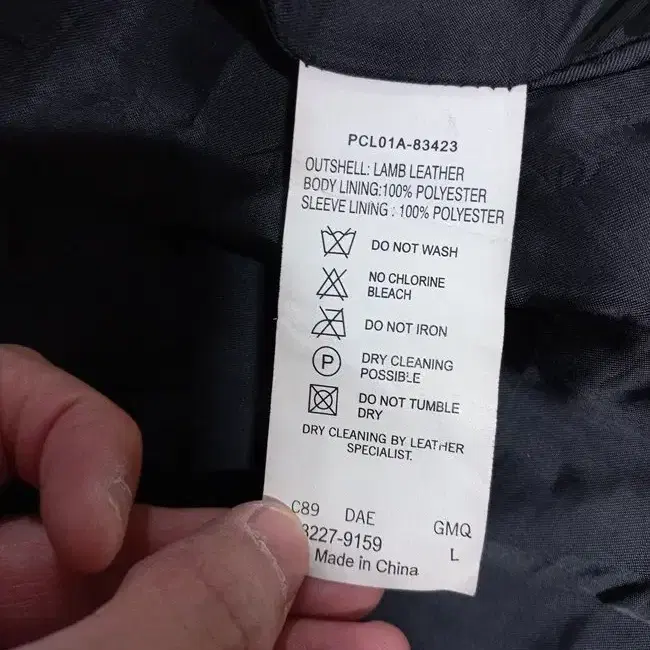 PCL01A-83423
OUTSHELL: LAMB LEATHER
BODY LINING:100% POLYESTER
SLEEVE LINING : 100% POLYESTER
DO NOT WASH
NO CHLORINE
BLEACH
DO NOT IRON
P
DRY CLEANING
POSSIBLE
DO NOT TUMBLE
DRY
DRY CLEANING BY LEATHER
SPECIALIST.
C89 DAE GMQ
227-9159 L
Made in China